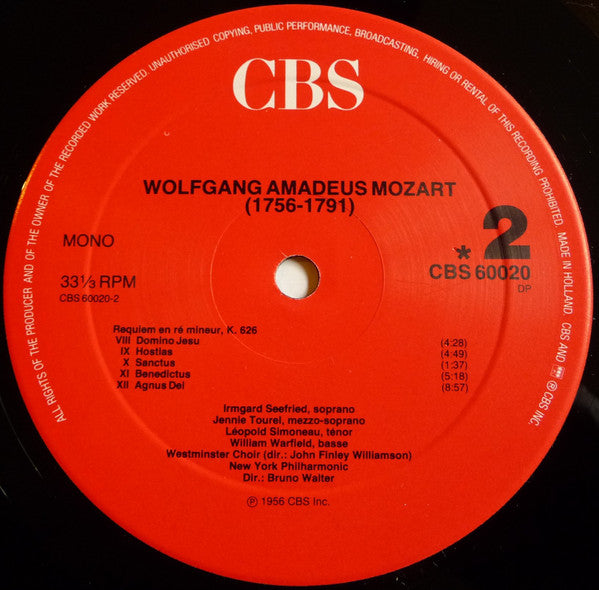 ALL RIGHTS OF THE PRODUCER AND OF THE OWNER OF THE RECORDED WORK RESERVED. UNAUTHORISED COPYING, PUBLIC PERFORMANCE, BROADCASTING, HIRING OR RENTAL OF THIS RECORDING PROHIBITED. MADE IN HOLLAND. CBS AND ℗ CBS INC.
CBS
WOLFGANG AMADEUS MOZART
(1756-1791)
MONO
* 2
33⅓ RPM
CBS 60020
CBS 60020-2
DP
Requiem en ré mineur, K. 626
VIII Domino Jesu (4:28)
IX Hostias (4:49)
X Sanctus (1:37)
XI Benedictus (5:18)
XII Agnus Dei (8:57)
Irmgard Seefried, soprano
Jennie Tourel, mezzo-soprano
Léopold Simoneau, ténor
William Warfield, basse
Westminster Choir (dir.: John Finley Williamson)
New York Philharmonic
Dir.: Bruno Walter
℗ 1956 CBS Inc.